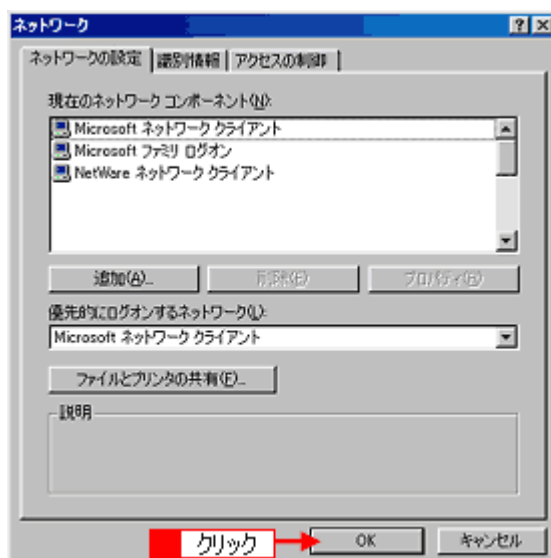 ネットワーク
ネットワークの設定 識別情報 アクセスの制御
現在のネットワーク コンポーネント(N):
Microsoft ネットワーク クライアント
Microsoft ファミリ ログオン
NetWare ネットワーク クライアント
追加(A)... 削除(E) プロパティ(R)
優先的にログオンするネットワーク(L):
Microsoft ネットワーク クライアント
ファイルとプリンタの共有(F)...
説明
クリック OK キャンセル